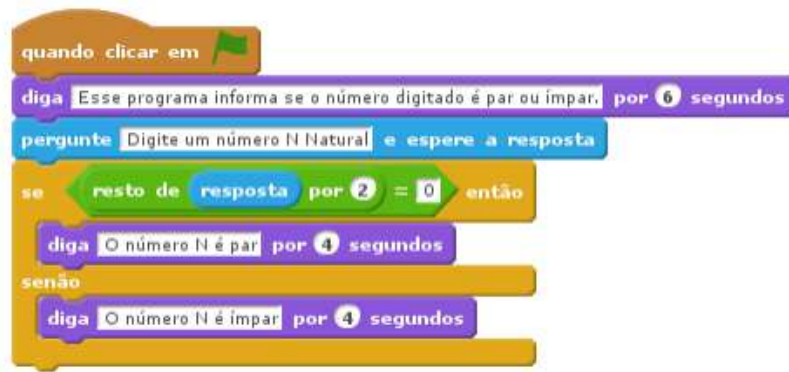 quando clicar em
diga Esse programa informa se o número digitado é par ou ímpar. por 6 segundos
pergunte Digite um número N Natural e espere a resposta
se resto de resposta por 2 = 0 então
diga O número N é par por 4 segundos
senão
diga O número N é ímpar por 4 segundos